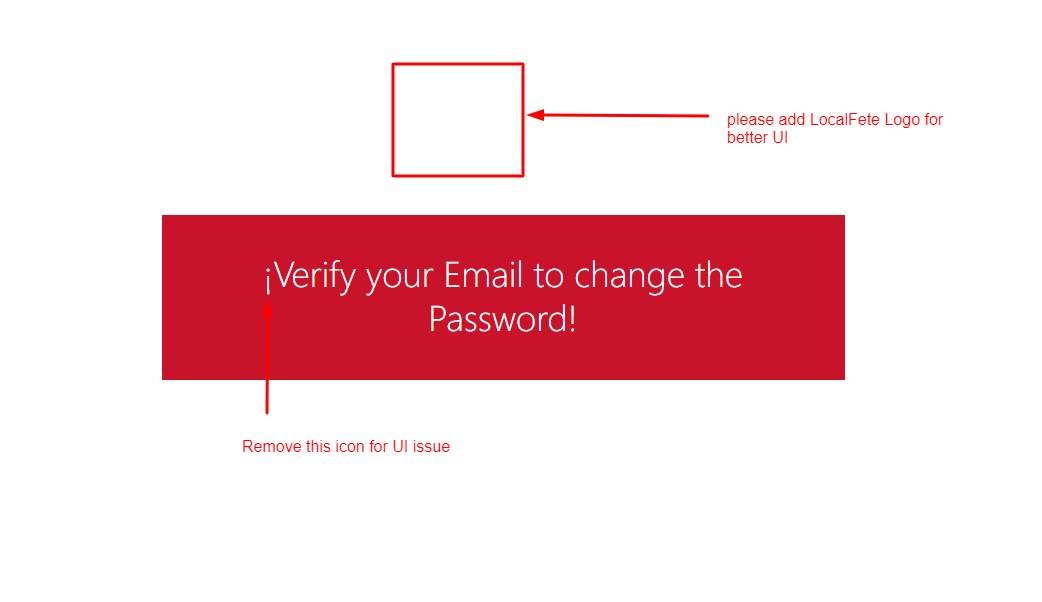 please add LocalFete Logo for
better UI
¡Verify your Email to change the
Password!
Remove this icon for UI issue